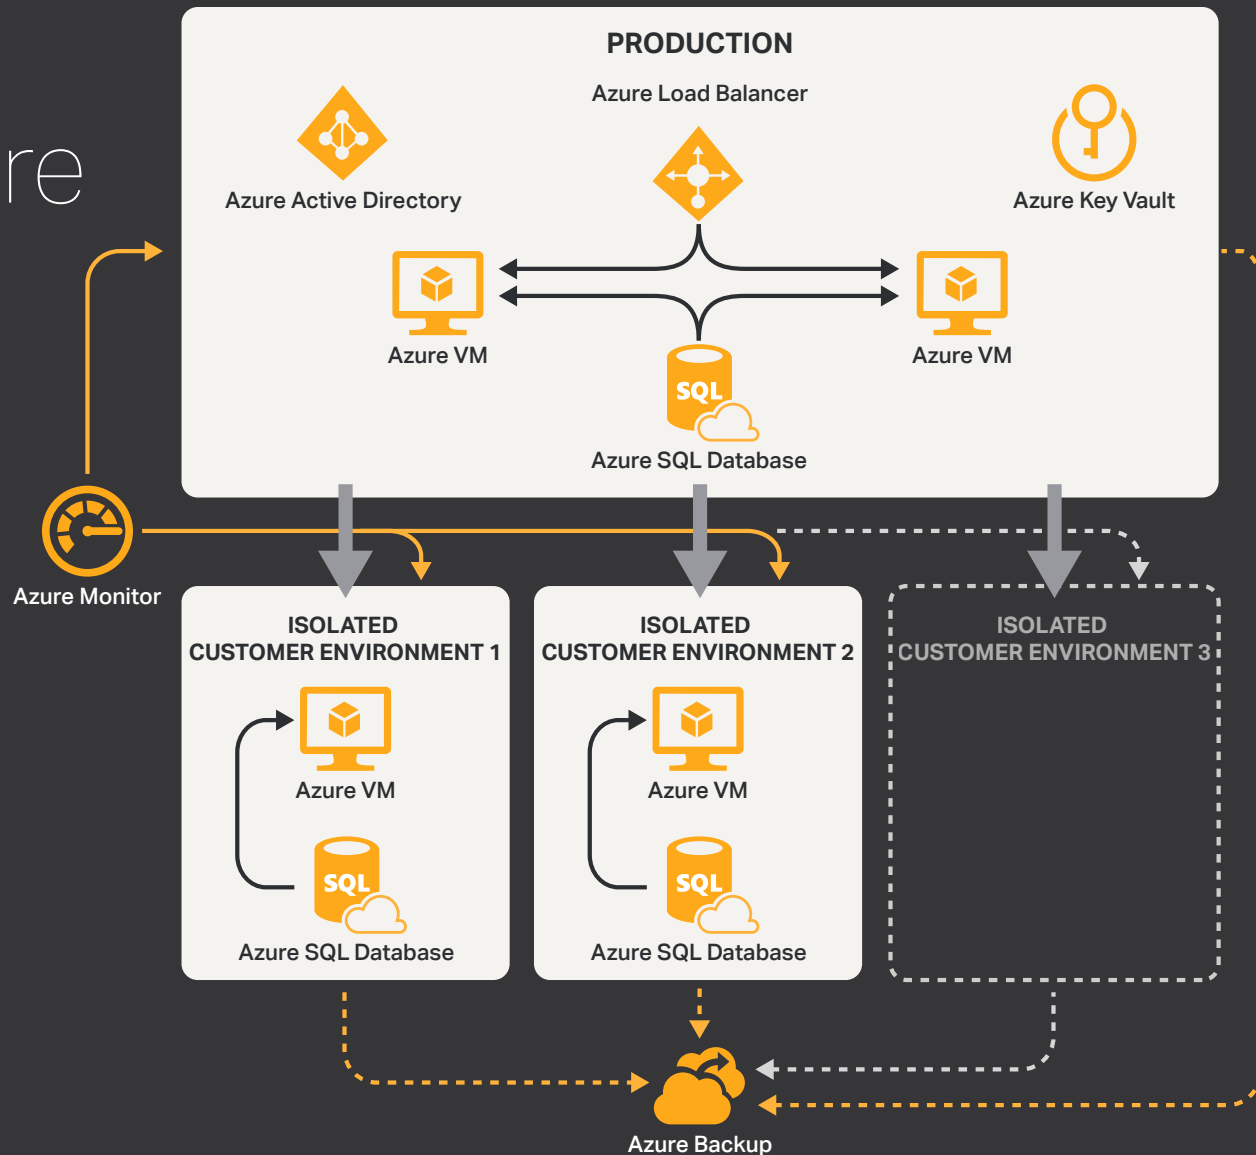 PRODUCTION
Azure Load Balancer
re
Azure Active Directory
Azure Key Vault
Azure VM
Azure VM
SQL
Azure SQL Database
Azure Monitor
ISOLATED
CUSTOMER ENVIRONMENT 1
Azure VM
SQL
Azure SQL Database
ISOLATED
CUSTOMER ENVIRONMENT 2
Azure VM
SQL
Azure SQL Database
ISOLATED
CUSTOMER ENVIRONMENT 3
Azure Backup